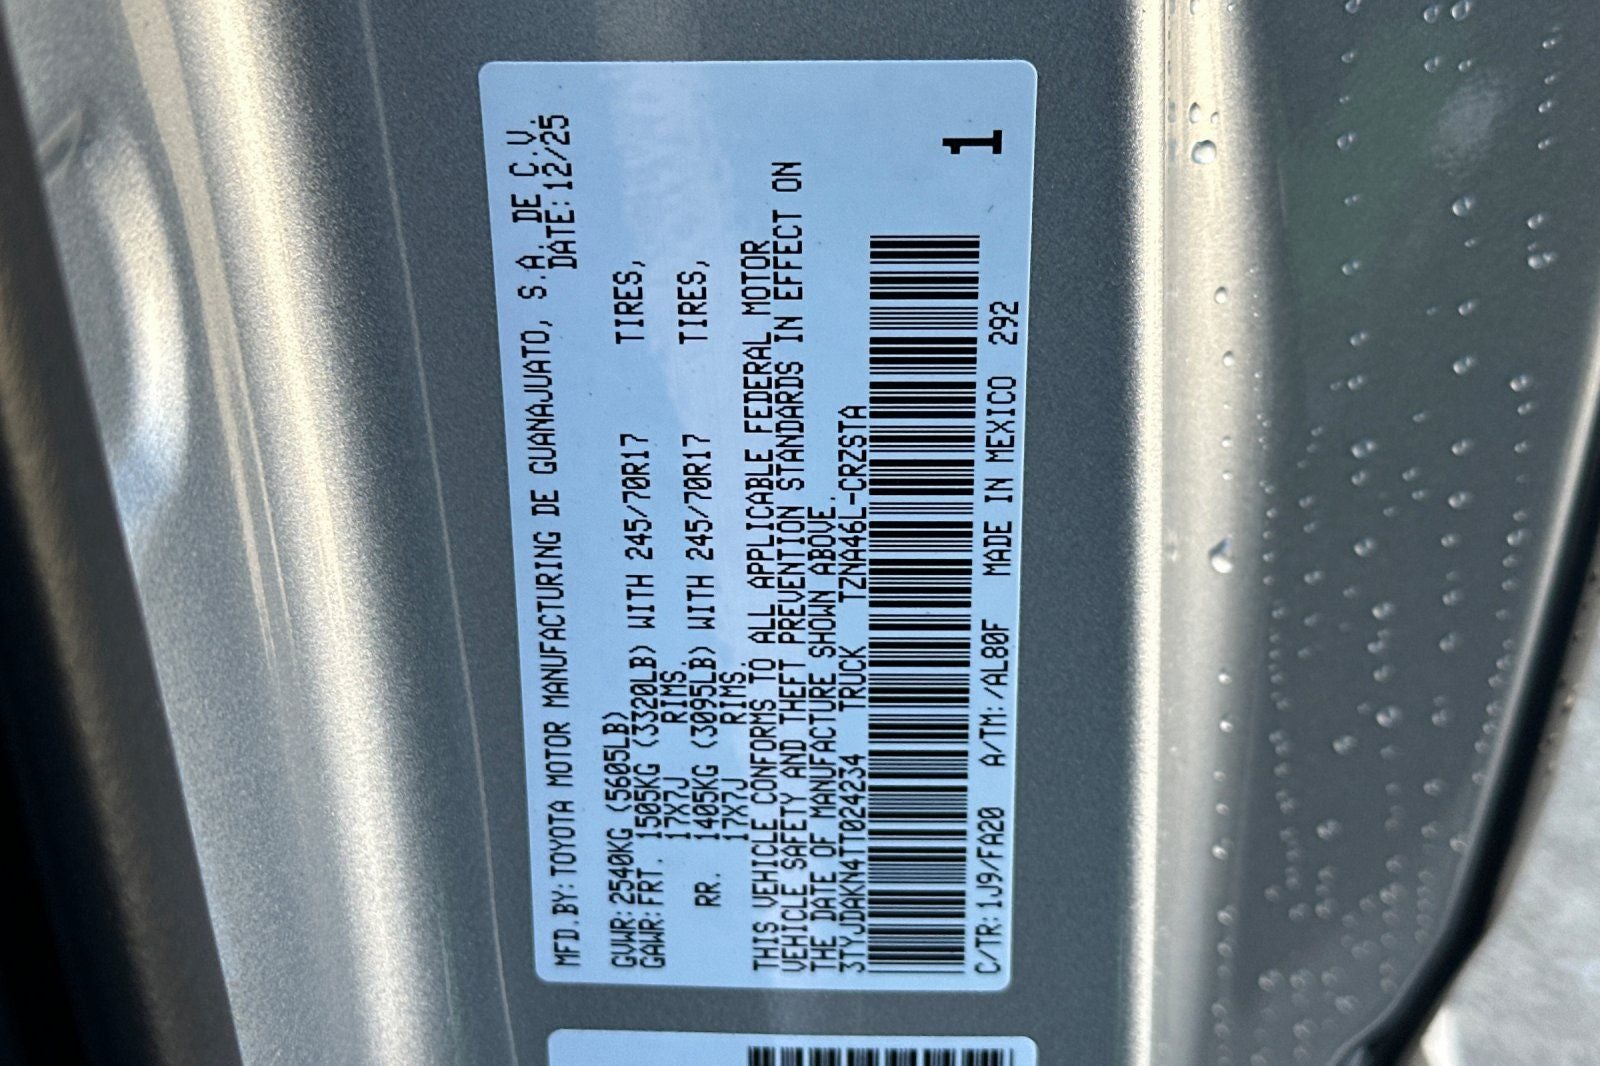 MFD.BY:TOYOTA MOTOR MANUFACTURING DE GUANAJUATO, S.A. DE C.V.
DATE:12/25
GVWR:2540KG (5605LB)
GAWR:FRT. 1505KG (3320LB) WITH 245/70R17 TIRES,
17X7J RIMS.
RR. 1405KG (3095LB) WITH 245/70R17 TIRES,
17X7J RIMS.
THIS VEHICLE CONFORMS TO ALL APPLICABLE FEDERAL MOTOR
VEHICLE SAFETY AND THEFT PREVENTION STANDARDS IN EFFECT ON
THE DATE OF MANUFACTURE SHOWN ABOVE.
3TYJDAKN4TT024234 TRUCK TZNA46L-CRZSTA
C/TR:1J9/FA20 A/TM:/AL80F MADE IN MEXICO 292
1